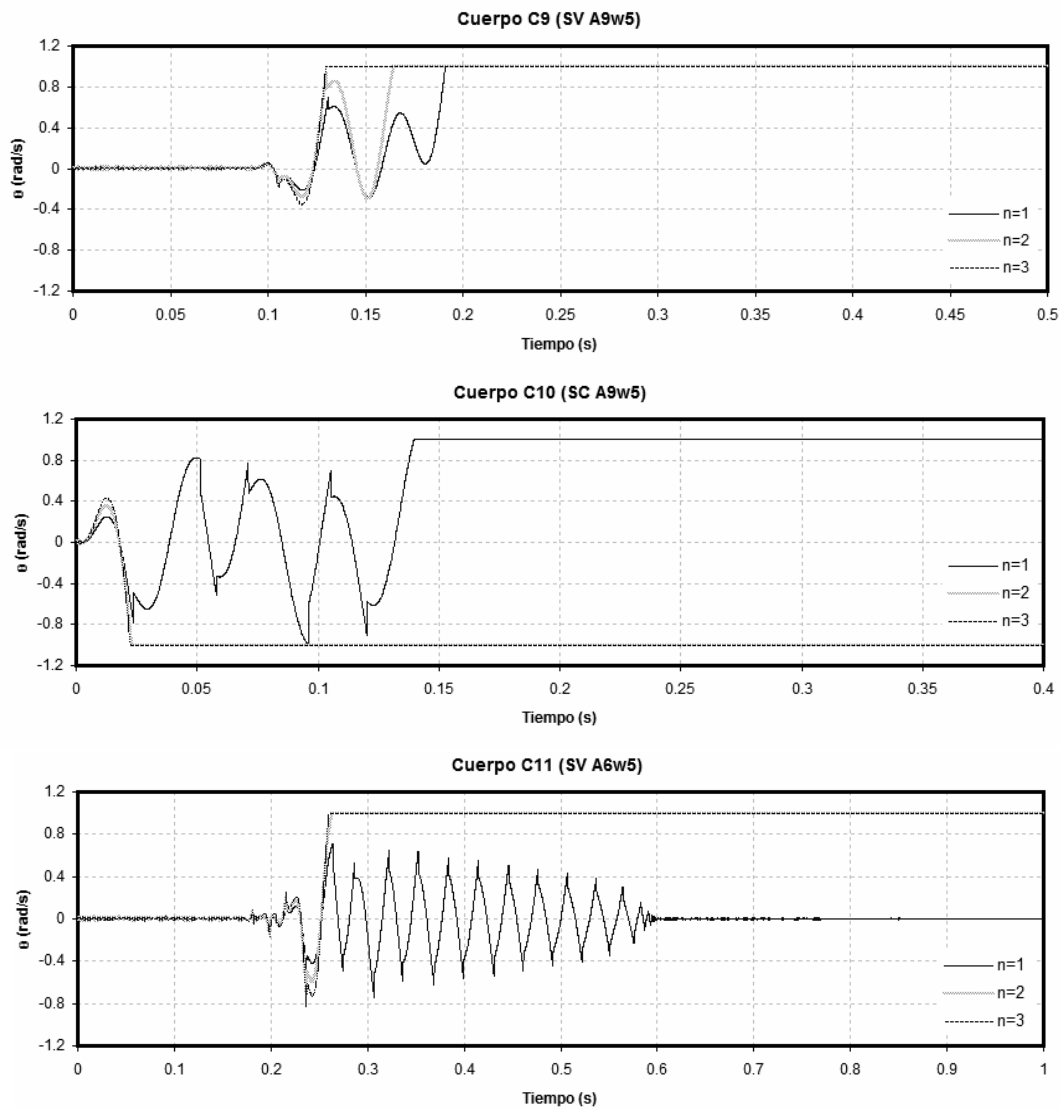 Cuerpo C9 (SV A9w5)
1.2
0.8
0.4
0
-0.4
-0.8
-1.2
θ (rad/s)
n=1
n=2
n=3
0 0.05 0.1 0.15 0.2 0.25 0.3 0.35 0.4 0.45 0.5
Tiempo (s)
Cuerpo C10 (SC A9w5)
1.2
0.8
0.4
0
-0.4
-0.8
-1.2
θ (rad/s)
n=1
n=2
n=3
0 0.05 0.1 0.15 0.2 0.25 0.3 0.35 0.4
Tiempo (s)
Cuerpo C11 (SV A6w5)
1.2
0.8
0.4
0
-0.4
-0.8
-1.2
θ (rad/s)
n=1
n=2
n=3
0 0.1 0.2 0.3 0.4 0.5 0.6 0.7 0.8 0.9 1
Tiempo (s)